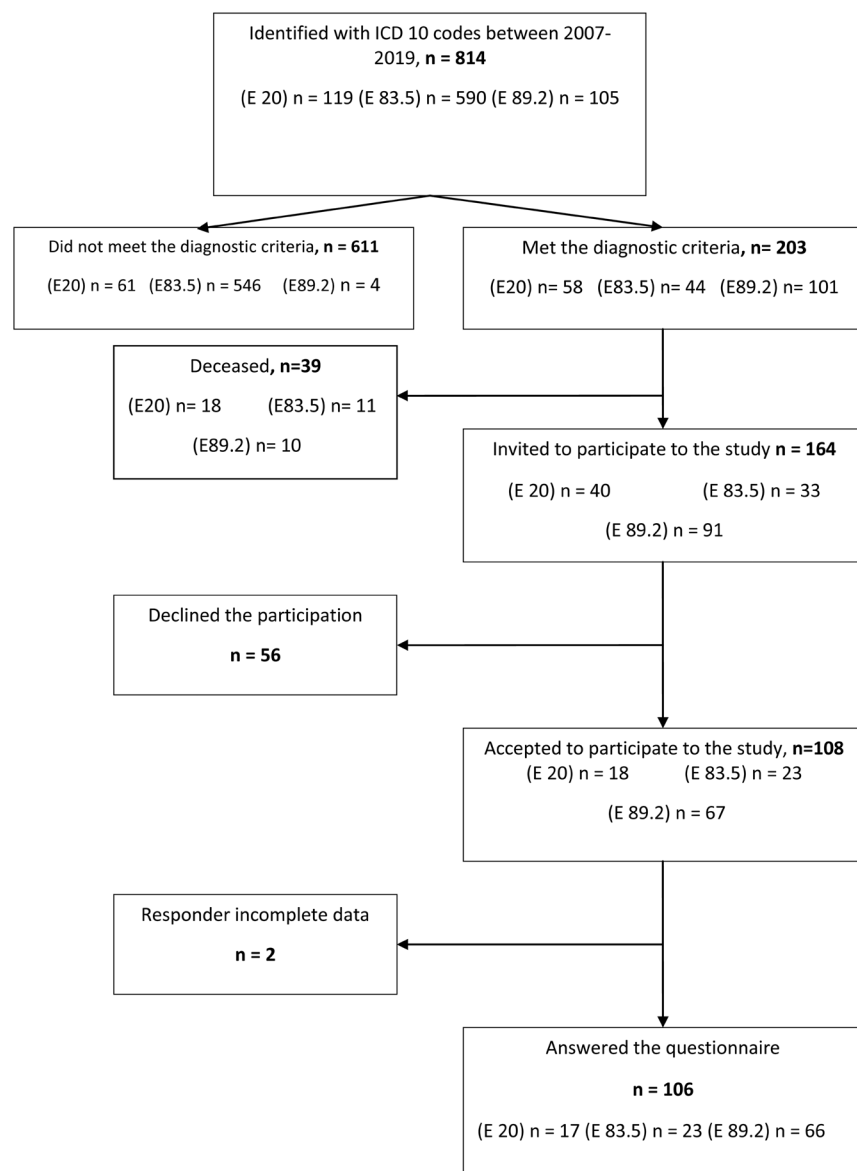 Identified with ICD 10 codes between 2007-
2019, n = 814
(E 20) n = 119 (E 83.5) n = 590 (E 89.2) n = 105
Did not meet the diagnostic criteria, n = 611
(E20) n = 61 (E83.5) n = 546 (E89.2) n = 4
Met the diagnostic criteria, n= 203
(E20) n= 58 (E83.5) n= 44 (E89.2) n= 101
Deceased, n=39
(E20) n= 18 (E83.5) n= 11
(E89.2) n= 10
Invited to participate to the study n = 164
(E 20) n = 40 (E 83.5) n = 33
(E 89.2) n = 91
Declined the participation
n = 56
Accepted to participate to the study, n=108
(E 20) n = 18 (E 83.5) n = 23
(E 89.2) n = 67
Responder incomplete data
n = 2
Answered the questionnaire
n = 106
(E 20) n = 17 (E 83.5) n = 23 (E 89.2) n = 66